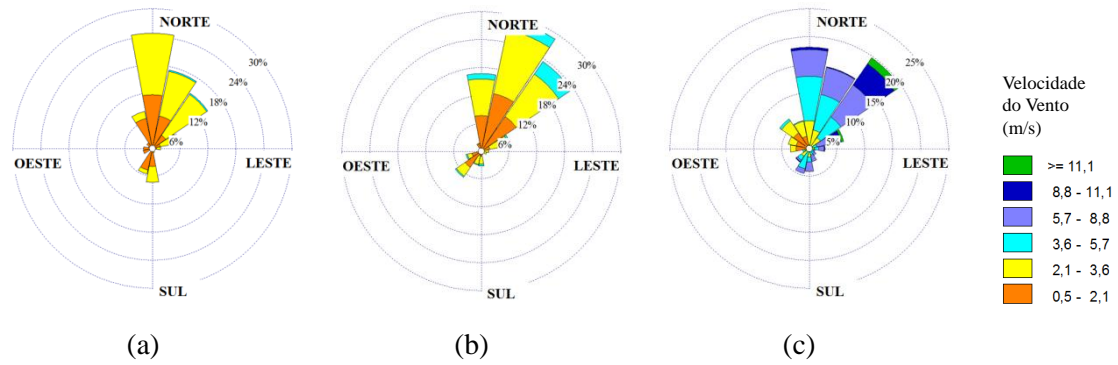 NORTE
30%
24%
18%
12%
6%
OESTE
LESTE
SUL
(a)
NORTE
30%
24%
18%
12%
6%
OESTE
LESTE
SUL
(b)
NORTE
25%
20%
15%
10%
5%
OESTE
LESTE
SUL
(c)
Velocidade
do Vento
(m/s)
>= 11,1
8,8 - 11,1
5,7 - 8,8
3,6 - 5,7
2,1 - 3,6
0,5 - 2,1